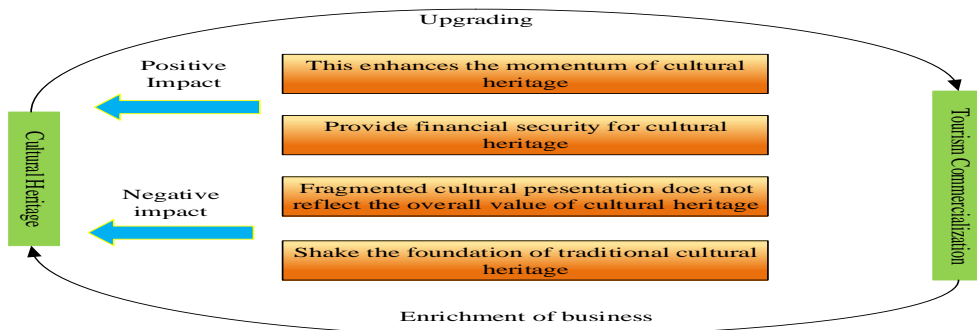 Upgrading
Positive
Impact
This enhances the momentum of cultural
heritage
Provide financial security for cultural
heritage
Cultural Heritage
Tourism Commercialization
Negative
impact
Fragmented cultural presentation does not
reflect the overall value of cultural heritage
Shake the foundation of traditional cultural
heritage
Enrichment of business